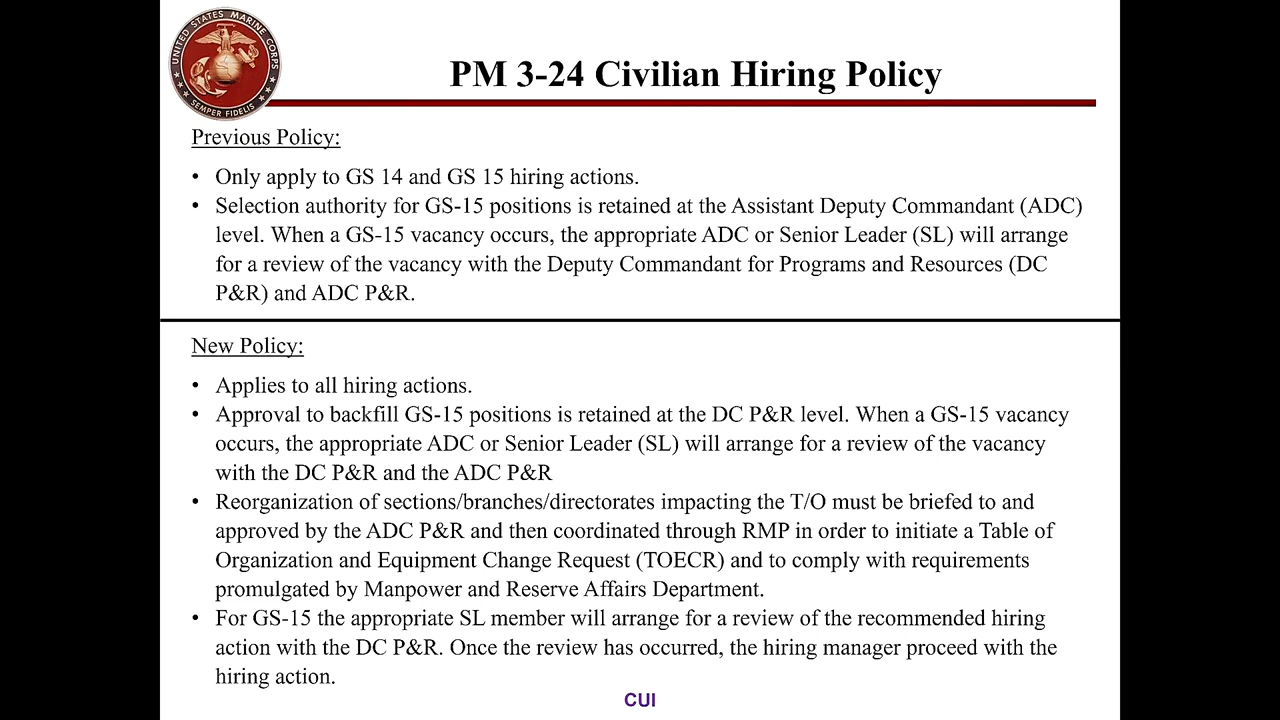 UNITED STATES MARINE CORPS
SEMPER FIDELIS
PM 3-24 Civilian Hiring Policy
Previous Policy:
• Only apply to GS 14 and GS 15 hiring actions.
• Selection authority for GS-15 positions is retained at the Assistant Deputy Commandant (ADC)
level. When a GS-15 vacancy occurs, the appropriate ADC or Senior Leader (SL) will arrange
for a review of the vacancy with the Deputy Commandant for Programs and Resources (DC
P&R) and ADC P&R.
New Policy:
• Applies to all hiring actions.
• Approval to backfill GS-15 positions is retained at the DC P&R level. When a GS-15 vacancy
occurs, the appropriate ADC or Senior Leader (SL) will arrange for a review of the vacancy
with the DC P&R and the ADC P&R
• Reorganization of sections/branches/directorates impacting the T/O must be briefed to and
approved by the ADC P&R and then coordinated through RMP in order to initiate a Table of
Organization and Equipment Change Request (TOECR) and to comply with requirements
promulgated by Manpower and Reserve Affairs Department.
• For GS-15 the appropriate SL member will arrange for a review of the recommended hiring
action with the DC P&R. Once the review has occurred, the hiring manager proceed with the
hiring action.
CUI